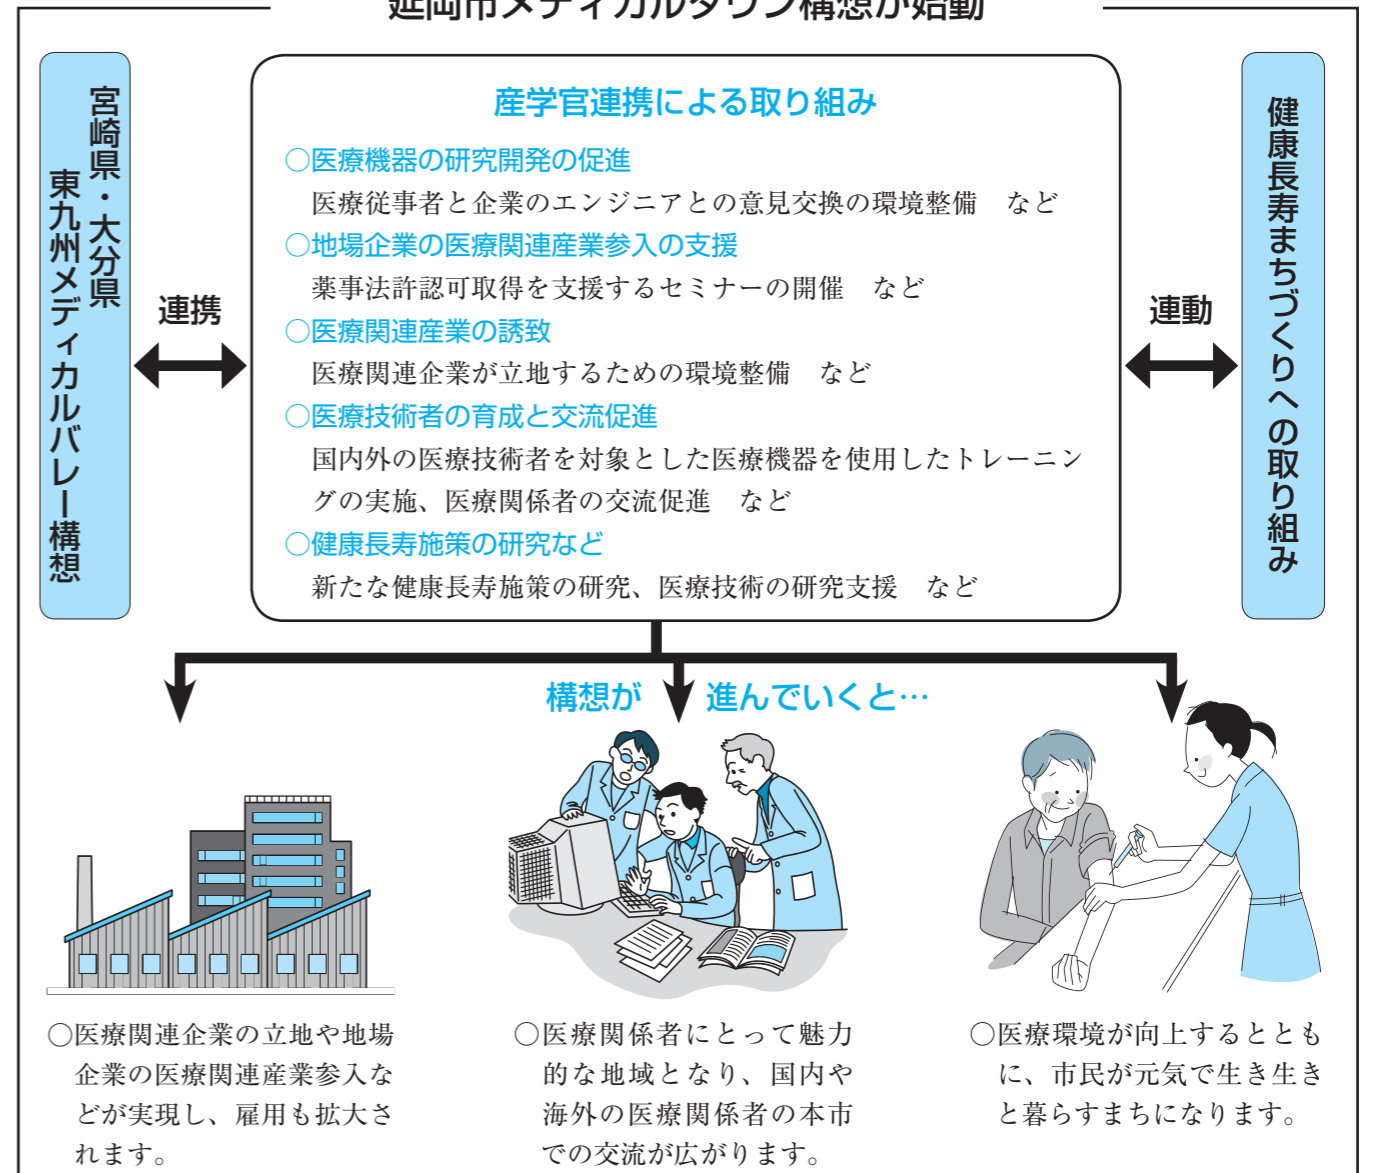 延岡市メディカルタウン構想が始動
宮崎県・大分県
東九州メディカルバレー構想
連携
産学官連携による取り組み
○医療機器の研究開発の促進
医療従事者と企業のエンジニアとの意見交換の環境整備　など
○地場企業の医療関連産業参入の支援
薬事法許認可取得を支援するセミナーの開催　など
○医療関連産業の誘致
医療関連企業が立地するための環境整備　など
○医療技術者の育成と交流促進
国内外の医療技術者を対象とした医療機器を使用したトレーニン
グの実施、医療関係者の交流促進　など
○健康長寿施策の研究など
新たな健康長寿施策の研究、医療技術の研究支援　など
連動
健康長寿まちづくりへの取り組み
構想が　進んでいくと…
○医療関連企業の立地や地場
企業の医療関連産業参入な
どが実現し、雇用も拡大さ
れます。
○医療関係者にとって魅力
的な地域となり、国内や
海外の医療関係者の本市
での交流が広がります。
○医療環境が向上するととも
に、市民が元気で生き生き
と暮らすまちになります。